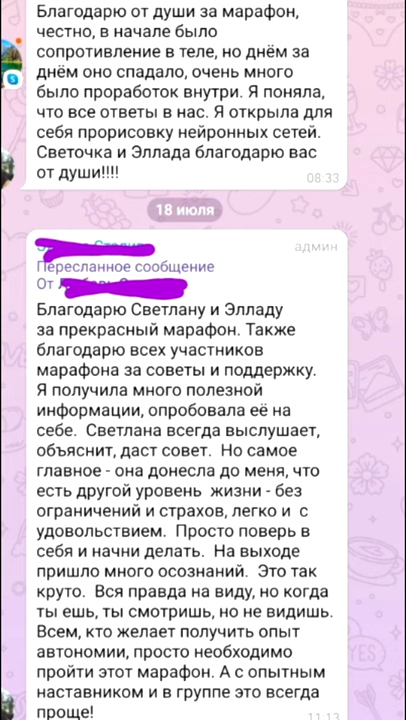 Благодарю от души за марафон,
честно, в начале было
сопротивление в теле, но днём за
днём оно спадало, очень много
было проработок внутри. Я поняла,
что все ответы в нас. Я открыла для
себя прорисовку нейронных сетей.
Светочка и Эллада благодарю вас
от души!!!!
08:33
18 июля
админ
Пересланное сообщение
От
Благодарю Светлану и Элладу
за прекрасный марафон. Также
благодарю всех участников
марафона за советы и поддержку.
Я получила много полезной
информации, опробовала её на
себе. Светлана всегда выслушает,
объяснит, даст совет. Но самое
главное - она донесла до меня, что
есть другой уровень жизни - без
ограничений и страхов, легко и с
удовольствием. Просто поверь в
себя и начни делать. На выходе
пришло много осознаний. Это так
круто. Вся правда на виду, но когда
ты ешь, ты смотришь, но не видишь.
Всем, кто желает получить опыт
автономии, просто необходимо
пройти этот марафон. А с опытным
наставником и в группе это всегда
проще!
11:13